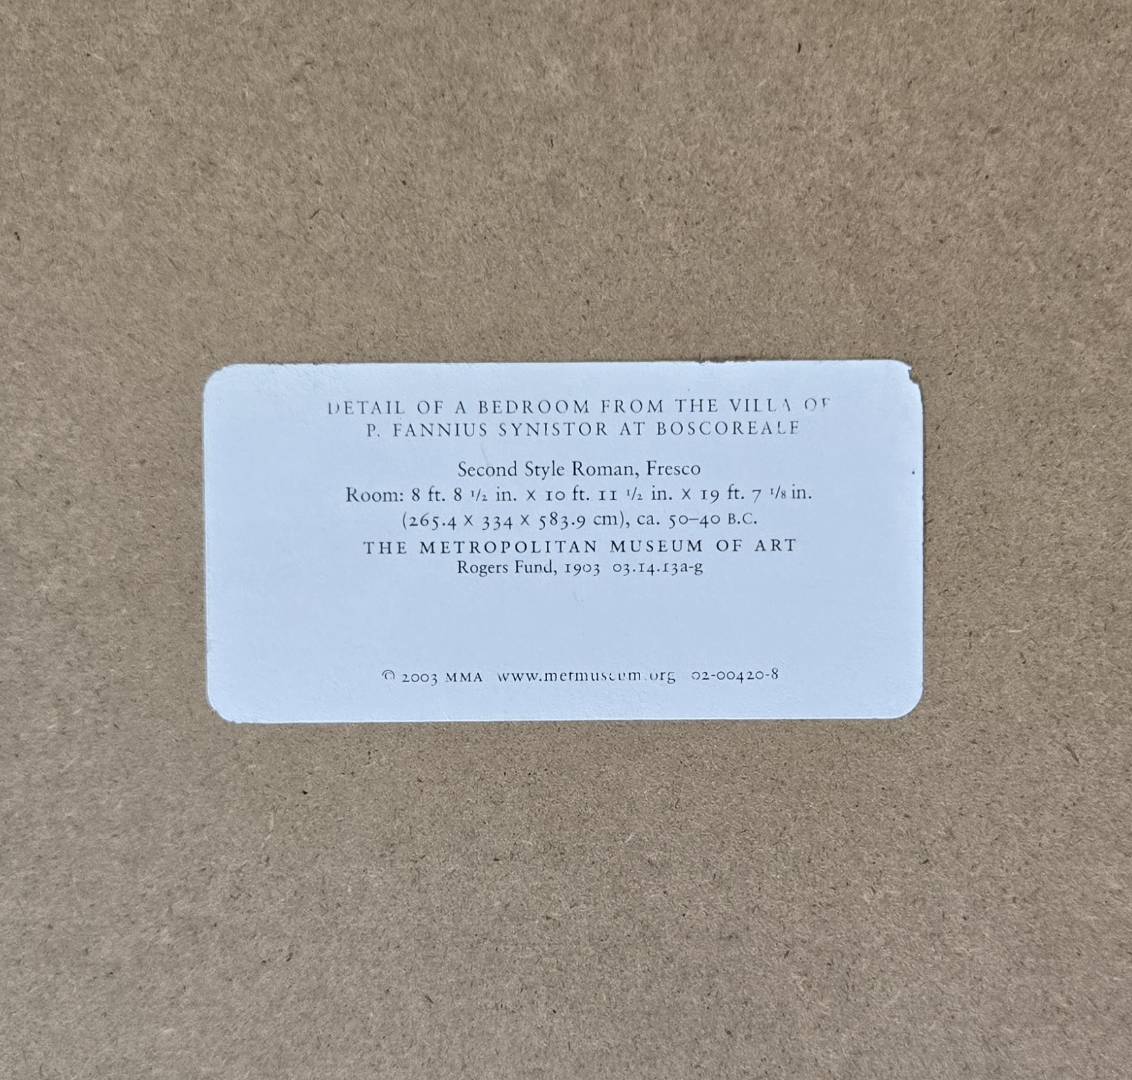 DETAIL OF A BEDROOM FROM THE VILLA OF
P. FANNIUS SYNISTOR AT BOSCOREALE
Second Style Roman, Fresco
Room: 8 ft. 8 1/2 in. X 10 ft. 11 1/2 in. X 19 ft. 7 1/8 in.
(265.4 X 334 X 583.9 cm), ca. 50–40 B.C.
THE METROPOLITAN MUSEUM OF ART
Rogers Fund, 1903 03.14.13a-g
© 2003 MMA www.metmuseum.org 02-00420-8